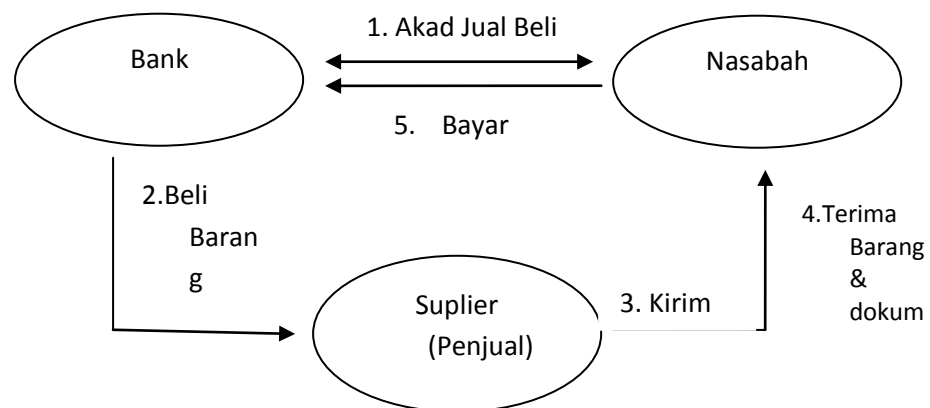 1. Akad Jual Beli
Bank
Nasabah
5. Bayar
2.Beli
Baran
g
4.Terima
Barang
&
dokum
Suplier
(Penjual)
3. Kirim